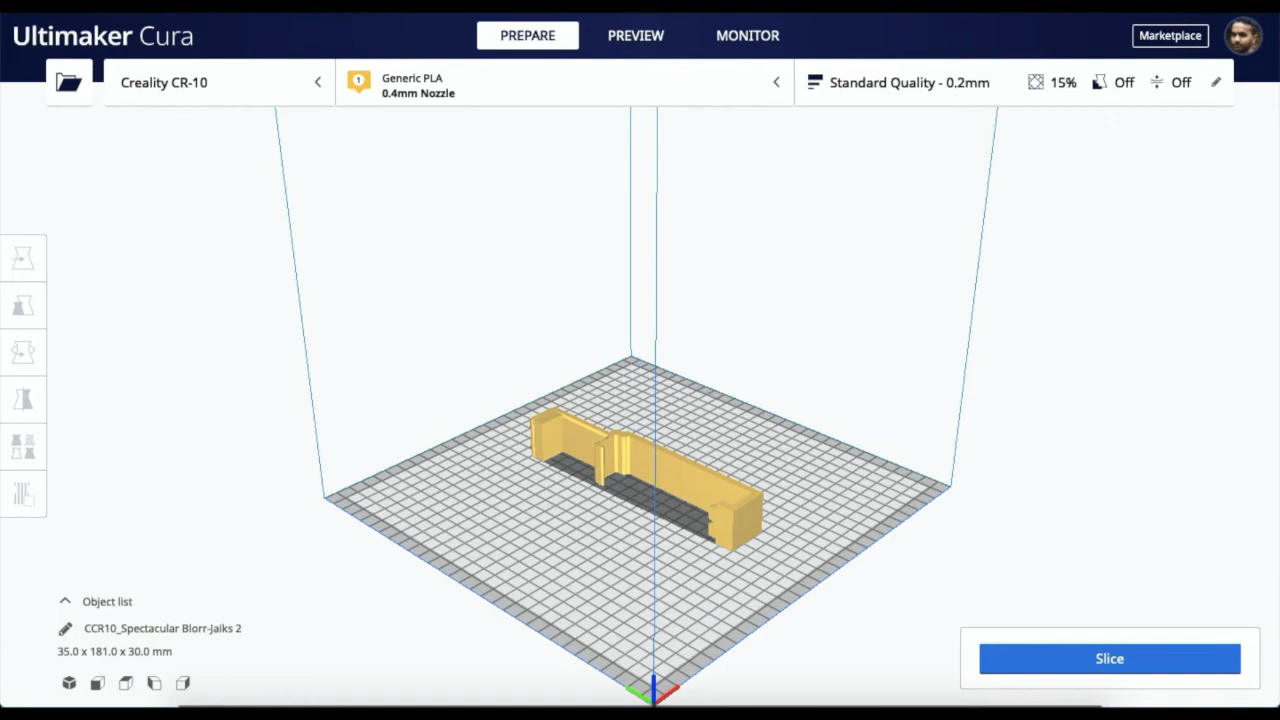 Ultimaker Cura
PREPARE
PREVIEW
MONITOR
Marketplace
Creality CR-10
1
Generic PLA
0.4mm Nozzle
Standard Quality - 0.2mm
15%
Off
Off
Object list
CCR10_Spectacular Blorr-Jaiks 2
35.0 x 181.0 x 30.0 mm
Slice